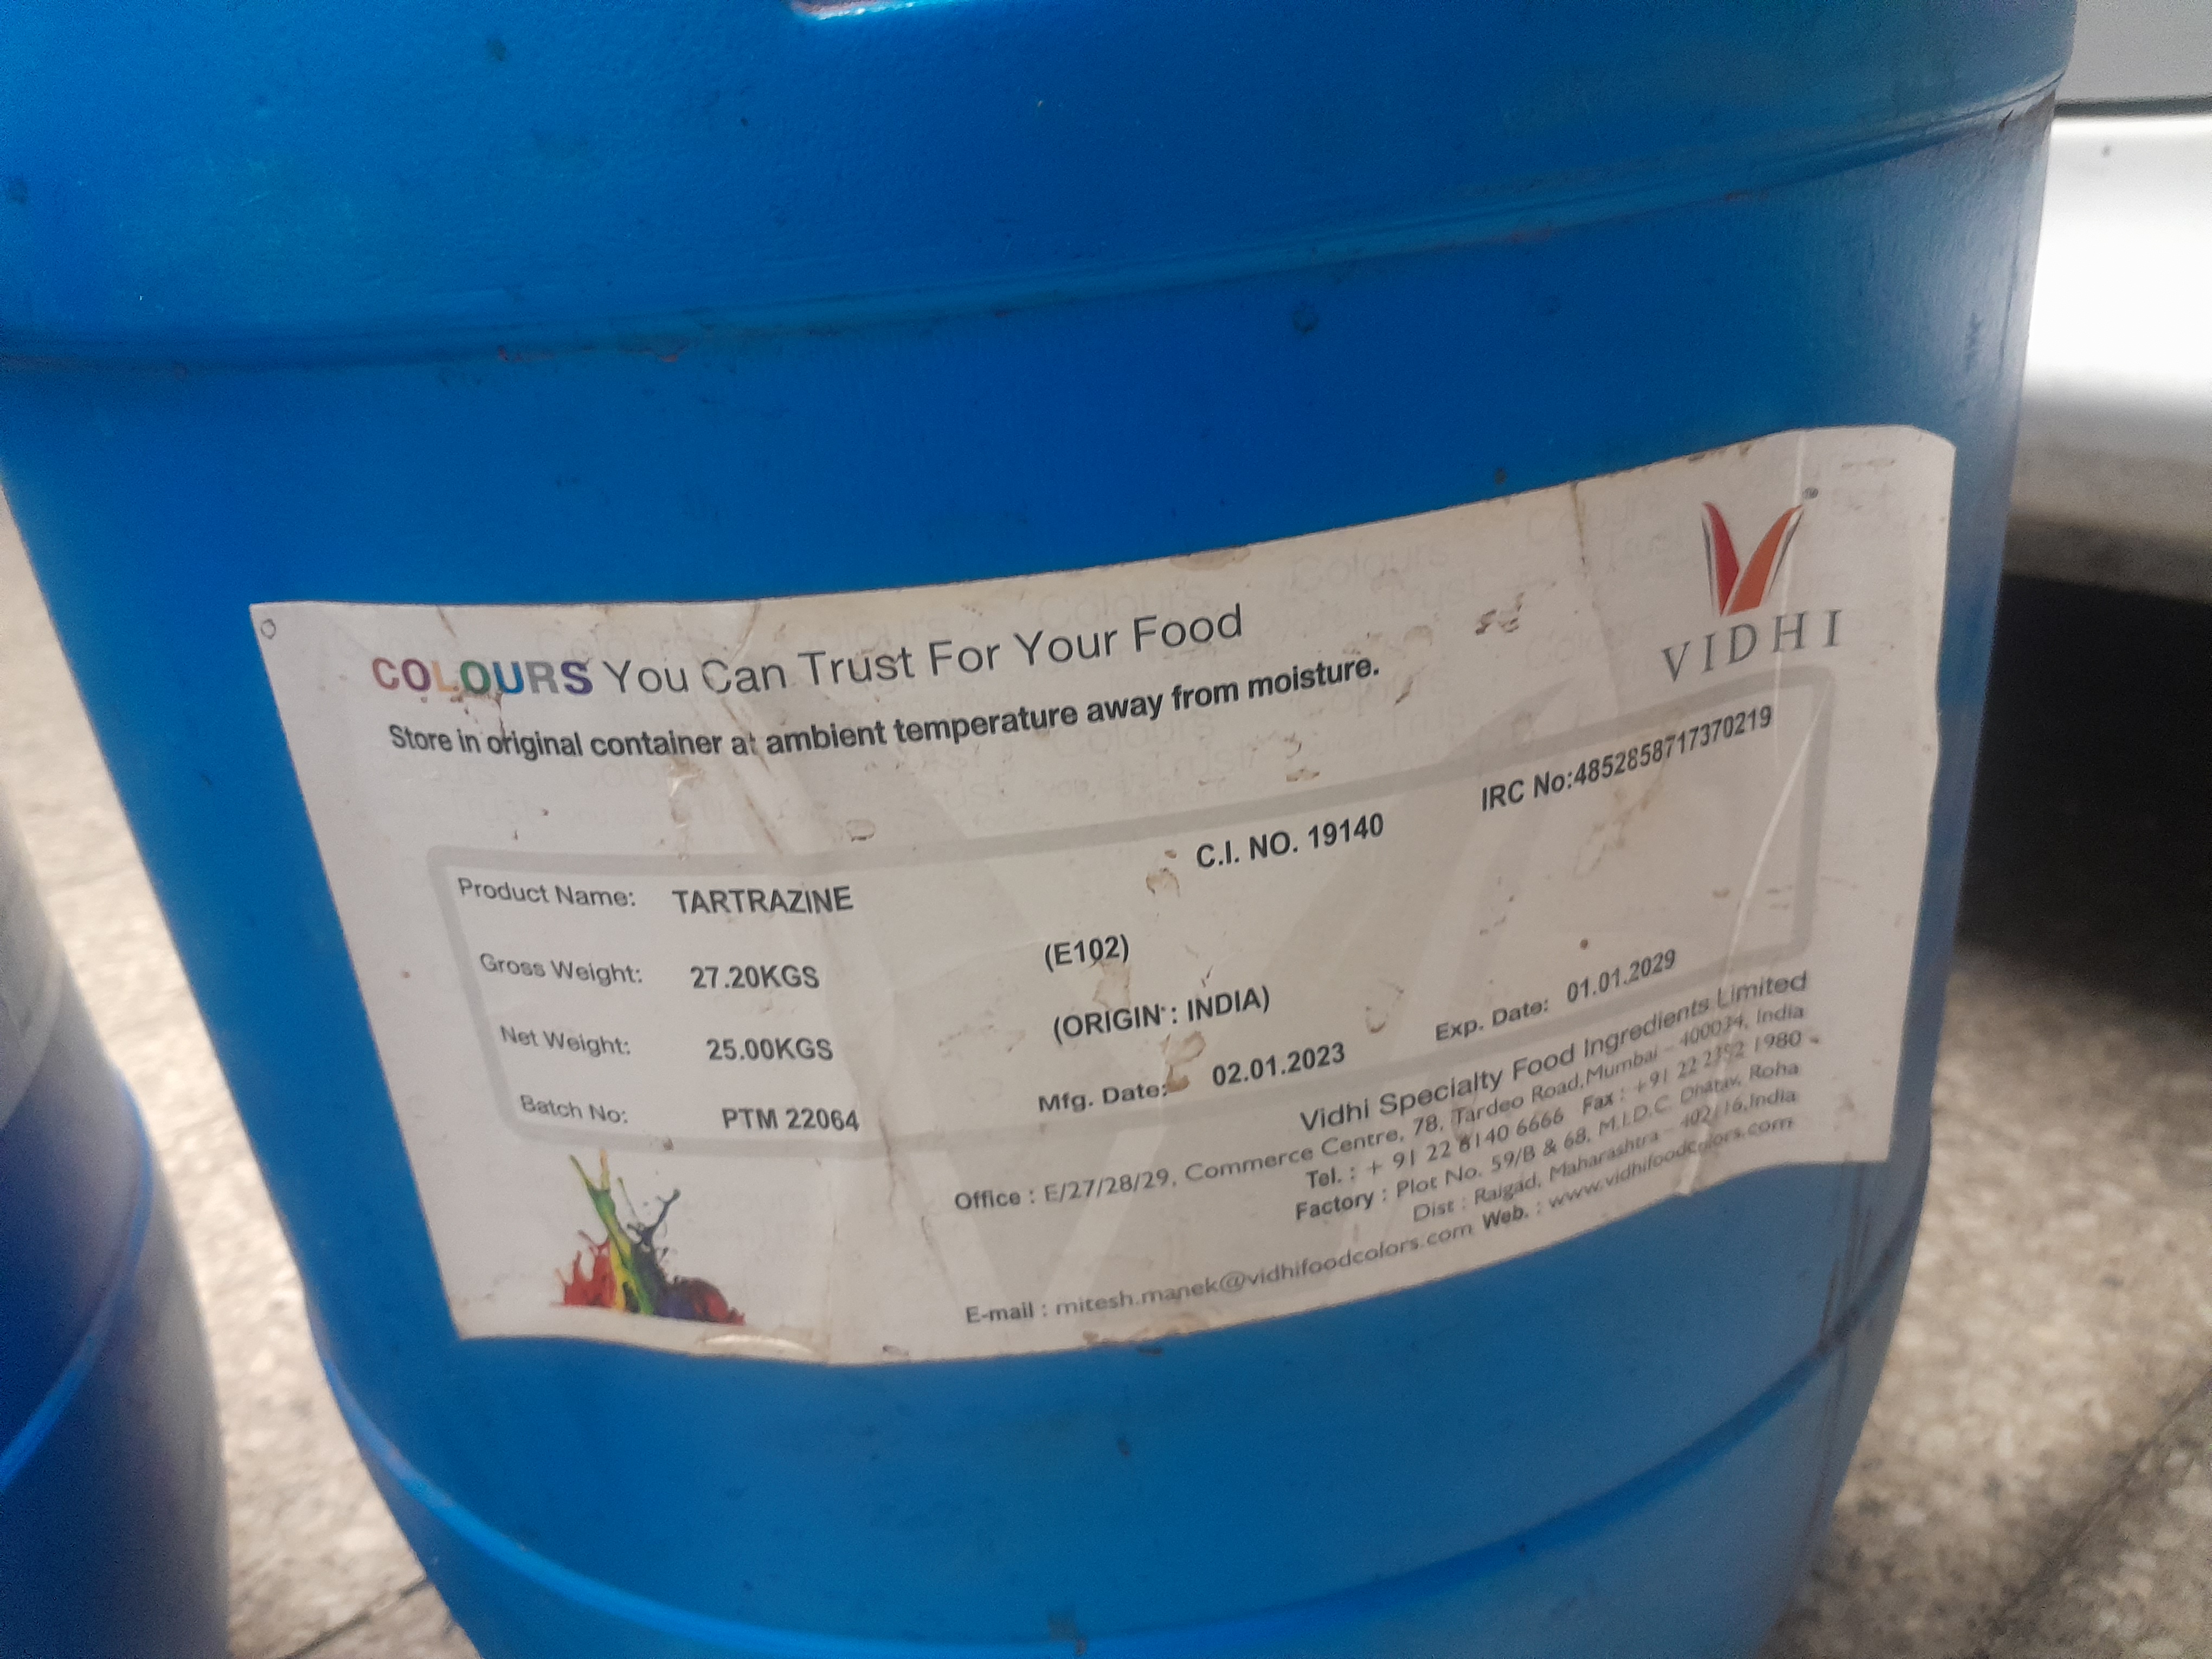 COLOURS You Can Trust For Your Food
Store in original container at ambient temperature away from moisture.
VIDHI
IRC No:4852858717370219
Product Name: TARTRAZINE C.I. NO. 19140
Gross Weight: 27.20KGS (E102)
Net Weight: 25.00KGS (ORIGIN : INDIA)
Batch No: PTM 22064 Mfg. Date: 02.01.2023 Exp. Date: 01.01.2029
Vidhi Specialty Food Ingredients Limited
Office : E/27/28/29, Commerce Centre, 78, Tardeo Road, Mumbai - 400034, India
Tel. : + 91 22 6140 6666 Fax : +91 22 2352 1980
Factory : Plot No. 59/B & 68, M.I.D.C. Dhatav, Roha
Dist : Raigad, Maharashtra - 402116, India
E-mail : mitesh.manek@vidhifoodcolors.com Web. : www.vidhifoodcolors.com